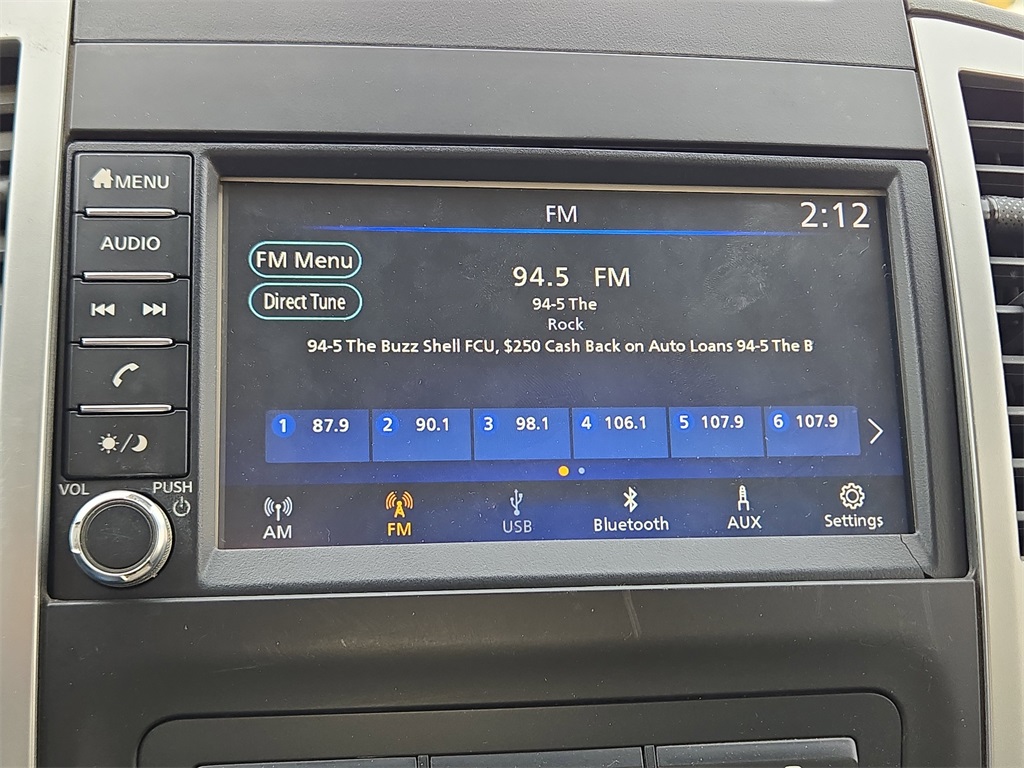 MENU
AUDIO
VOL
PUSH
FM
2:12
FM Menu
Direct Tune
94.5 FM
94-5 The
Rock
94-5 The Buzz Shell FCU, $250 Cash Back on Auto Loans 94-5 The B
1 87.9 2 90.1 3 98.1 4 106.1 5 107.9 6 107.9
AM FM USB Bluetooth AUX Settings